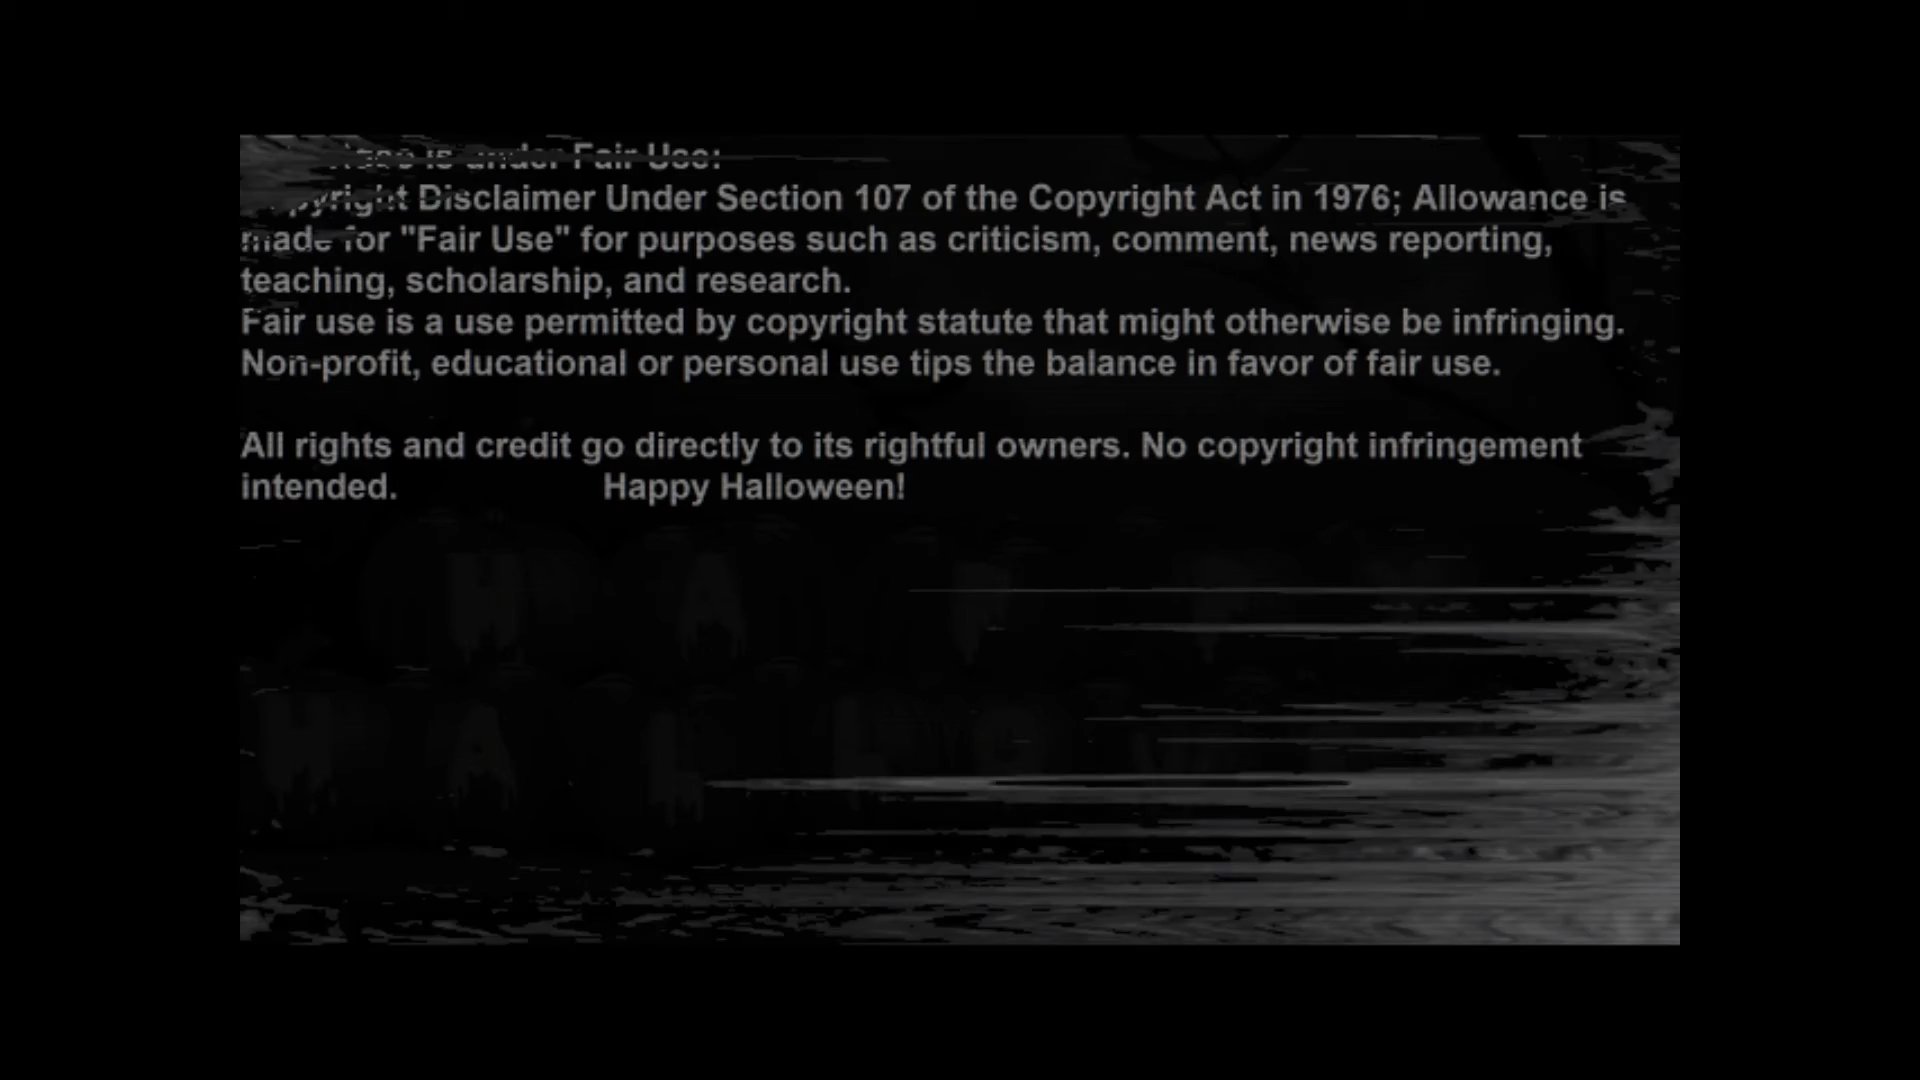 is under Fair Use:
Copyright Disclaimer Under Section 107 of the Copyright Act in 1976; Allowance is
made for "Fair Use" for purposes such as criticism, comment, news reporting,
teaching, scholarship, and research.
Fair use is a use permitted by copyright statute that might otherwise be infringing.
Non-profit, educational or personal use tips the balance in favor of fair use.
All rights and credit go directly to its rightful owners. No copyright infringement
intended. Happy Halloween!